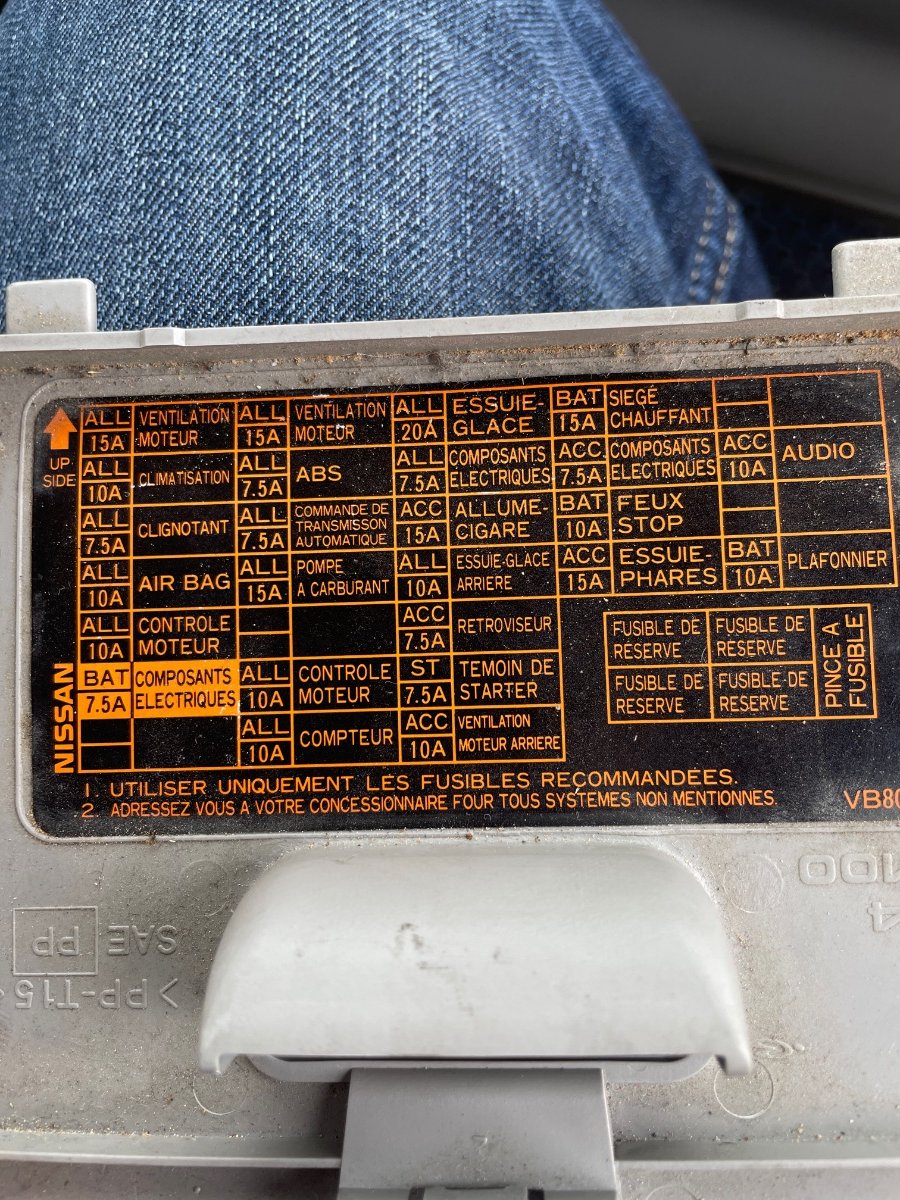 UP
SIDE
NISSAN
ALL
15A
VENTILATION
MOTEUR
ALL
15A
VENTILATION
MOTEUR
ALL
20A
ESSUIE-
GLACE
BAT
15A
SIEGÉ
CHAUFFANT
ALL
10A
CLIMATISATION
ALL
7.5A
ABS
ALL
7.5A
COMPOSANTS
ELECTRIQUES
ACC
7.5A
COMPOSANTS
ELECTRIQUES
ACC
10A
AUDIO
ALL
7.5A
CLIGNOTANT
ALL
7.5A
COMMANDE DE
TRANSMISSON
AUTOMATIQUE
ACC
15A
ALLUME-
CIGARE
BAT
10A
FEUX
STOP
ALL
10A
AIR BAG
ALL
15A
POMPE
A CARBURANT
ALL
10A
ESSUIE-GLACE
ARRIERE
ACC
15A
ESSUIE-
PHARES
BAT
10A
PLAFONNIER
ALL
10A
CONTROLE
MOTEUR
ACC
7.5A
RETROVISEUR
BAT
7.5A
COMPOSANTS
ELECTRIQUES
ALL
10A
CONTROLE
MOTEUR
ST
7.5A
TEMOIN DE
STARTER
ALL
10A
COMPTEUR
ACC
10A
VENTILATION
MOTEUR ARRIERE
FUSIBLE DE
RESERVE
FUSIBLE DE
RESERVE
FUSIBLE DE
RESERVE
FUSIBLE DE
RESERVE
PINCE A
FUSIBLE
1. UTILISER UNIQUEMENT LES FUSIBLES RECOMMANDÉES.
2. ADRESSEZ VOUS A VOTRE CONCESSIONNAIRE FOUR TOUS SYSTEMES NON MENTIONNES.
VB80
M00
4
SAE PP
>PP-T15